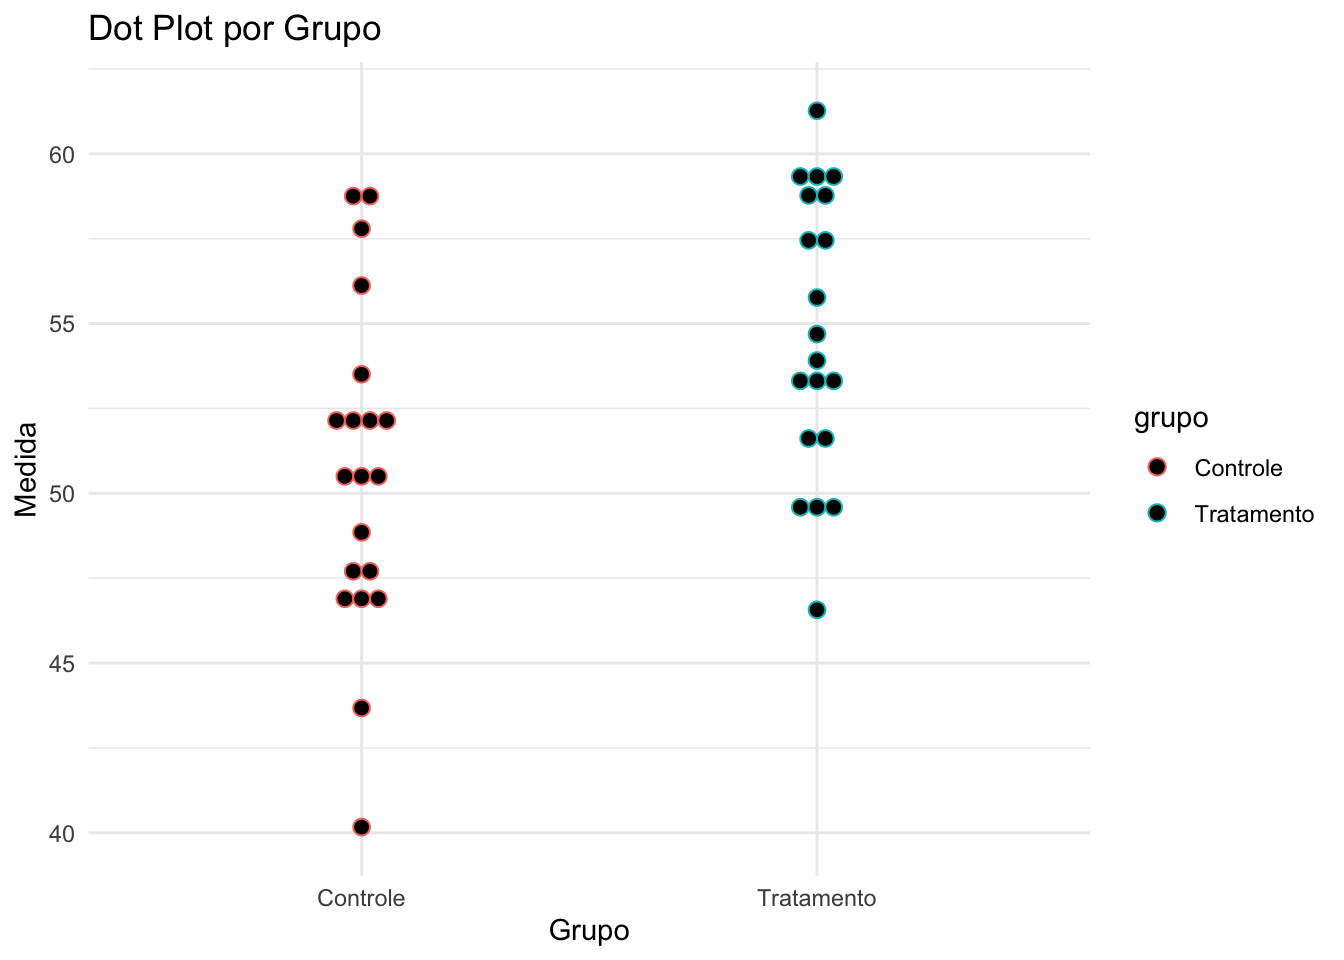 Dot Plot por Grupo
60
55
50
45
40
Medida
Controle
Tratamento
Grupo
grupo
Controle
Tratamento